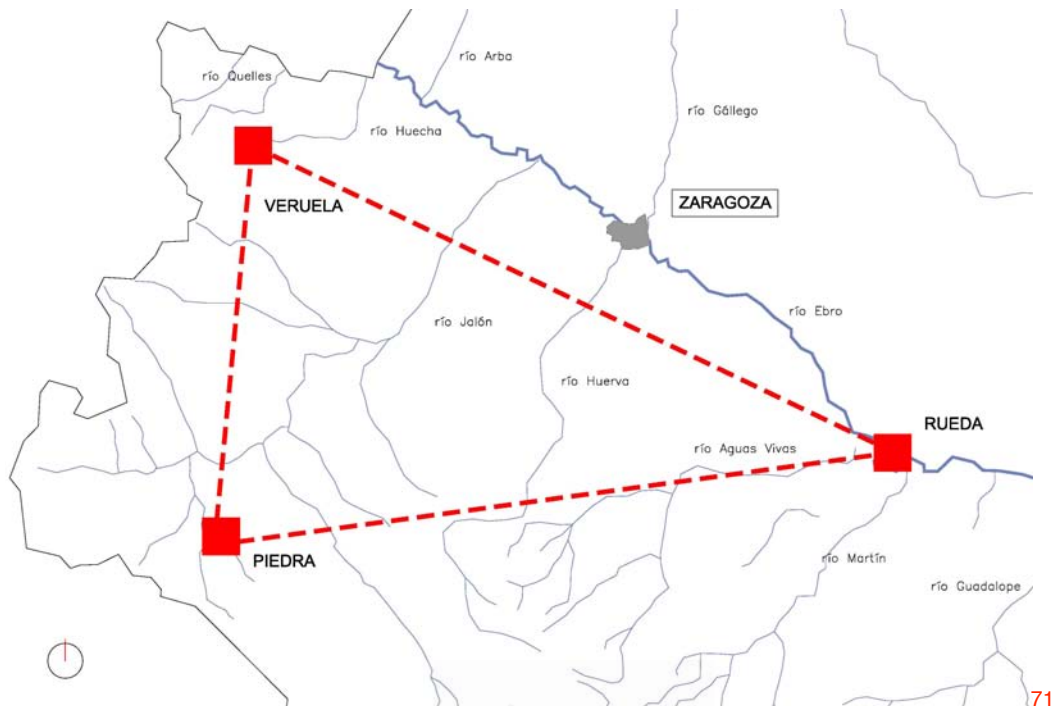 río Arba
río Quelles
río Gállego
río Huecha
ZARAGOZA
VERUELA
río Ebro
río Jalón
río Huerva
RUEDA
río Aguas Vivas
PIEDRA
río Martín
río Guadalope
71